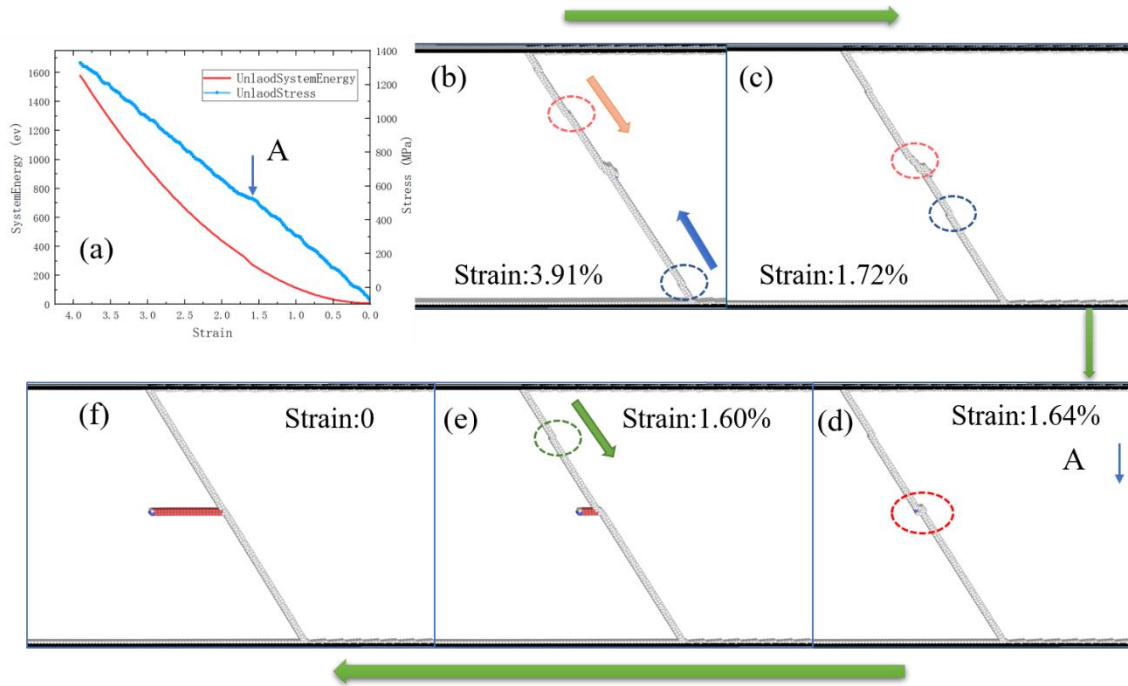 1600
1400
1200
1000
800
600
400
200
0
SystemEnergy (ev)
4.0 3.5 3.0 2.5 2.0 1.5 1.0 0.5 0.0
Strain
1400
1200
1000
800
600
400
200
0
Stress (MPa)
UnlaodSystemEnergy
UnlaodStress
A
(a)
(b)
Strain:3.91%
(c)
Strain:1.72%
(f)
Strain:0
(e)
Strain:1.60%
Strain:1.64%
(d)
A